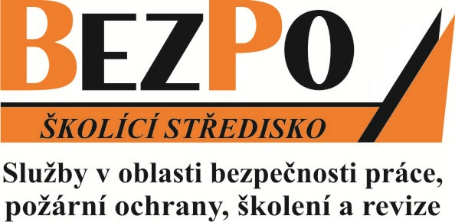 BEZPO
ŠKOLÍCÍ STŘEDISKO
Služby v oblasti bezpečnosti práce,
požární ochrany, školení a revize